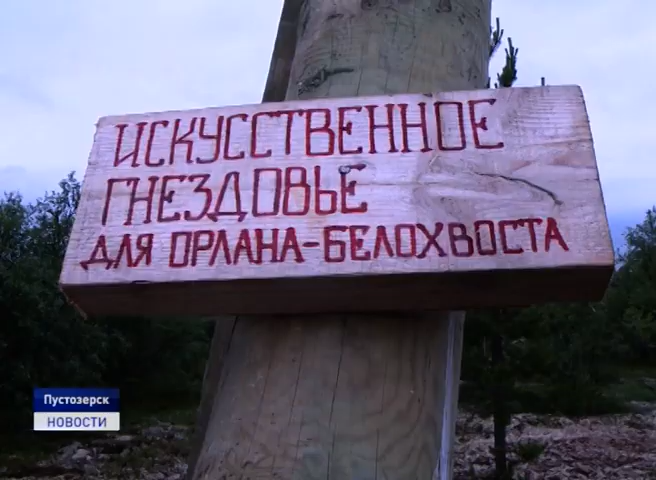 ИСКУССТВЕННОЕ
ГНЕЗДОВЬЕ
ДЛЯ ОРЛАНА-БЕЛОХВОСТА
Пустозерск
НОВОСТИ